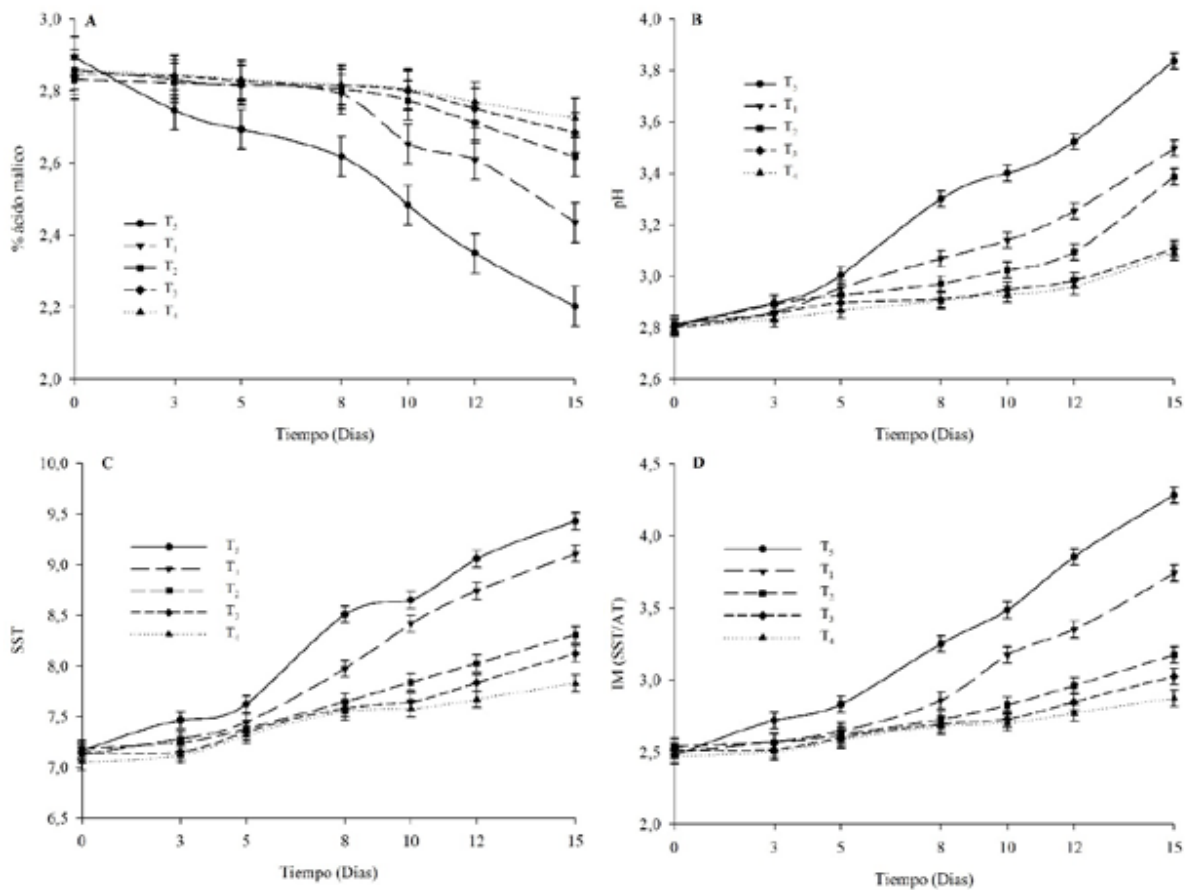 A
% ácido málico
3,0
2,8
2,6
2,4
2,2
2,0
T5
T1
T2
T3
T4
0 3 5 8 10 12 15
Tiempo (Dias)
B
pH
4,0
3,8
3,6
3,4
3,2
3,0
2,8
2,6
T5
T1
T2
T3
T4
0 3 5 8 10 12 15
Tiempo (Dias)
C
SST
10,0
9,5
9,0
8,5
8,0
7,5
7,0
6,5
T5
T1
T2
T3
T4
0 3 5 8 10 12 15
Tiempo (Dias)
D
IM (SST/AT)
4,5
4,0
3,5
3,0
2,5
2,0
T5
T1
T2
T3
T4
0 3 5 8 10 12 15
Tiempo (Dias)